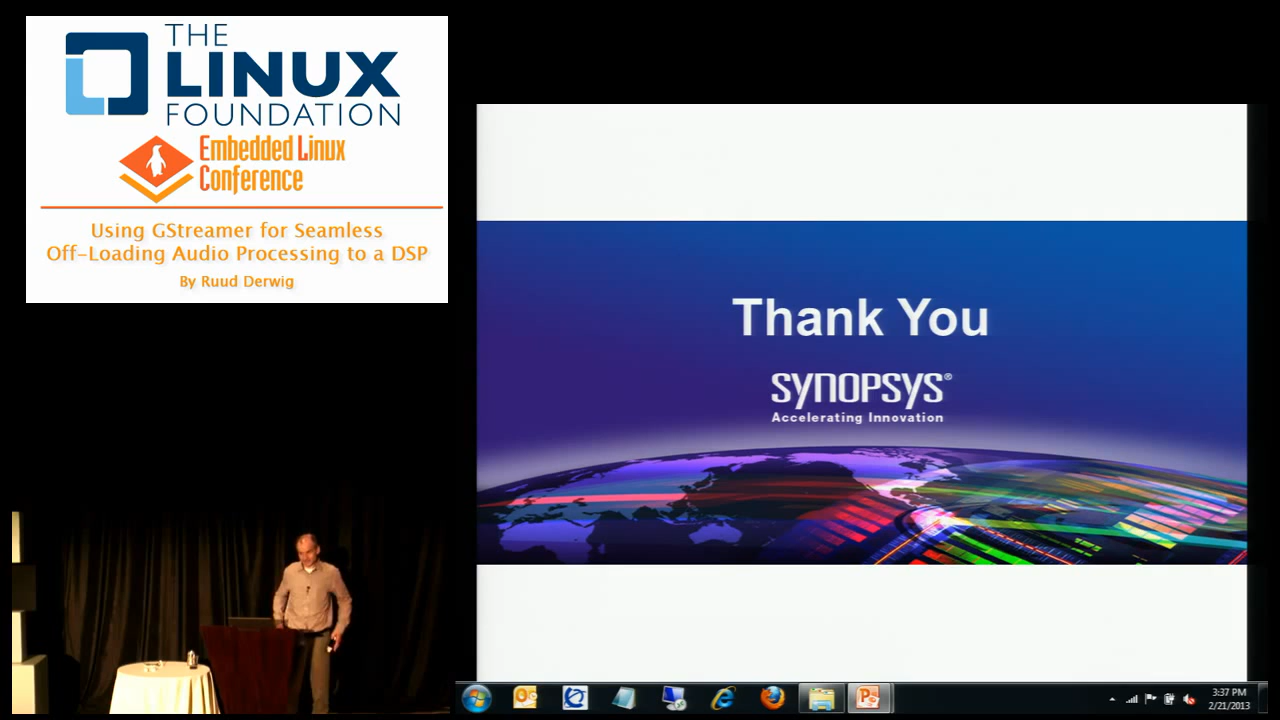 THE
LINUX
FOUNDATION
Embedded Linux
Conference
Using GStreamer for Seamless
Off-Loading Audio Processing to a DSP
By Ruud Derwig
Thank You
SYNOPSYS®
Accelerating Innovation
3:37 PM
2/21/2013